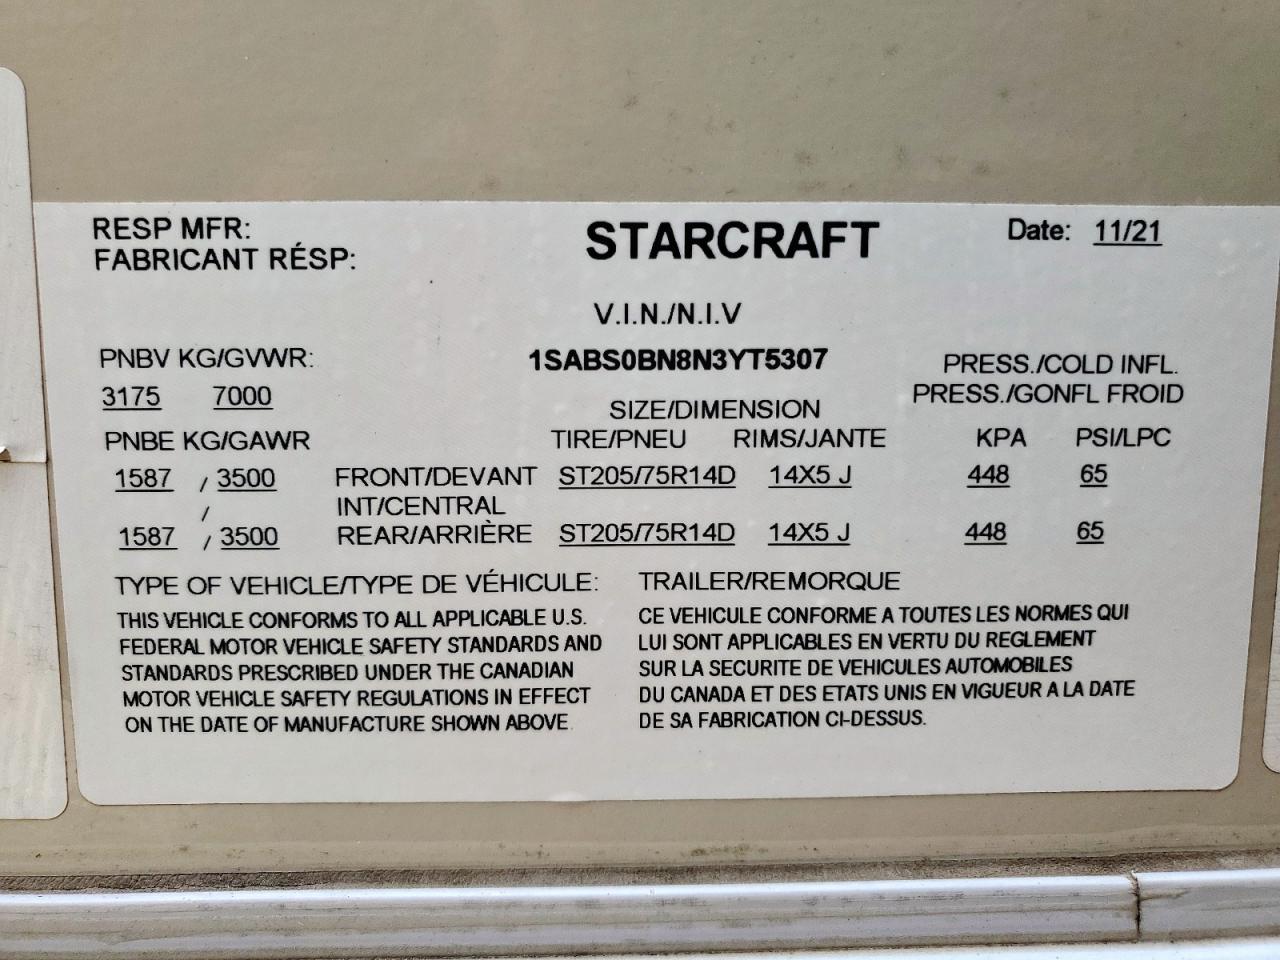 RESP MFR: STARCRAFT Date: 11/21
FABRICANT RÉSP:
V.I.N./N.I.V
PNBV KG/GVWR: 1SABS0BN8N3YT5307 PRESS./COLD INFL.
3175 7000 PRESS./GONFL FROID
SIZE/DIMENSION
PNBE KG/GAWR TIRE/PNEU RIMS/JANTE KPA PSI/LPC
1587 / 3500 FRONT/DEVANT ST205/75R14D 14X5 J 448 65
/ INT/CENTRAL
1587 / 3500 REAR/ARRIÈRE ST205/75R14D 14X5 J 448 65
TYPE OF VEHICLE/TYPE DE VÉHICULE: TRAILER/REMORQUE
THIS VEHICLE CONFORMS TO ALL APPLICABLE U.S.
FEDERAL MOTOR VEHICLE SAFETY STANDARDS AND
STANDARDS PRESCRIBED UNDER THE CANADIAN
MOTOR VEHICLE SAFETY REGULATIONS IN EFFECT
ON THE DATE OF MANUFACTURE SHOWN ABOVE.
CE VEHICULE CONFORME A TOUTES LES NORMES QUI
LUI SONT APPLICABLES EN VERTU DU REGLEMENT
SUR LA SECURITE DE VEHICULES AUTOMOBILES
DU CANADA ET DES ETATS UNIS EN VIGUEUR A LA DATE
DE SA FABRICATION CI-DESSUS.